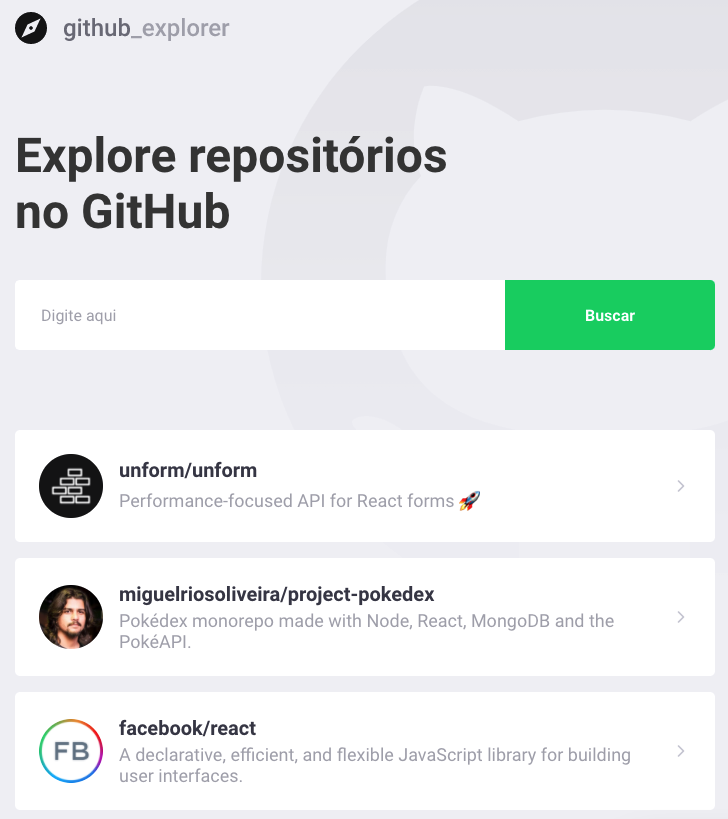 github_explorer
Explore repositórios
no GitHub
Digite aqui
Buscar
unform/unform
Performance-focused API for React forms 🚀
miguelriosoliveira/project-pokedex
Pokédex monorepo made with Node, React, MongoDB and the
PokéAPI.
FB
facebook/react
A declarative, efficient, and flexible JavaScript library for building
user interfaces.